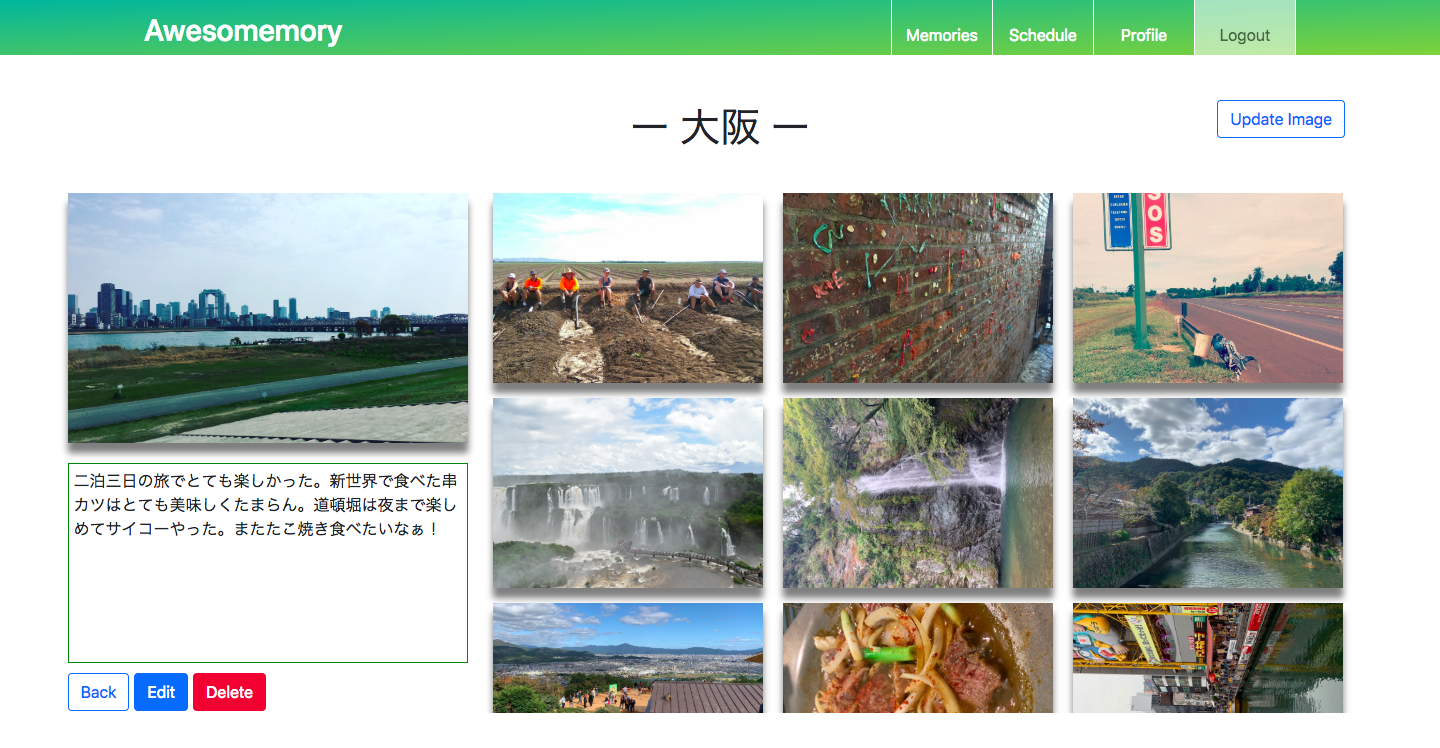 Awesomemory
Memories
Schedule
Profile
Logout
ー 大阪 ー
Update Image
SOS
二泊三日の旅でとても楽しかった。新世界で食べた串
カツはとても美味しくたまらん。道頓堀は夜まで楽し
めてサイコーやった。またたこ焼き食べたいなぁ！
Back
Edit
Delete